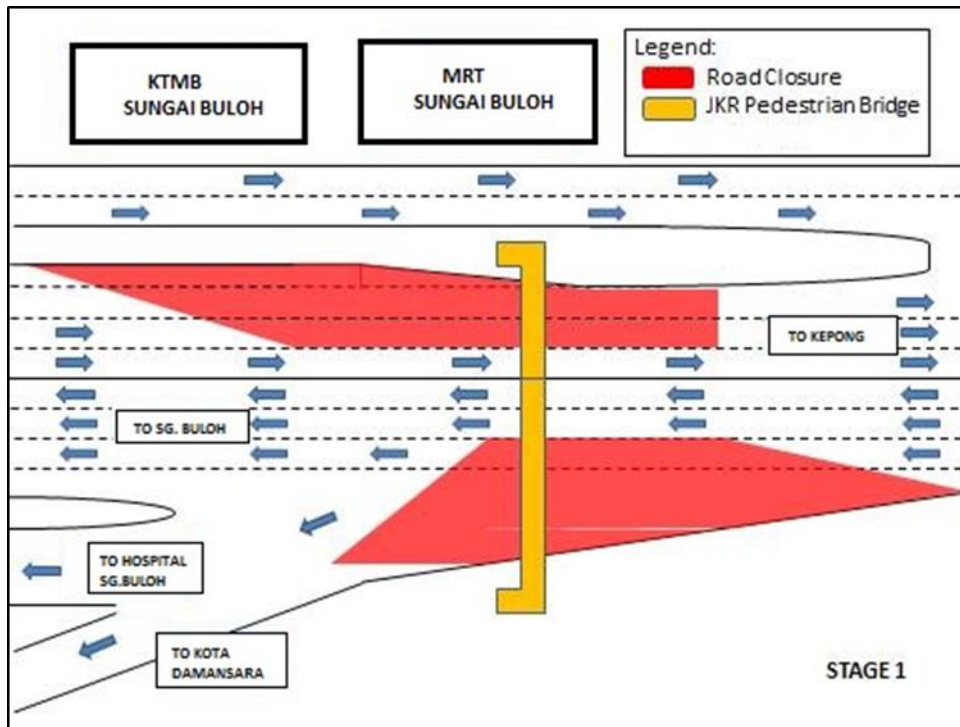 KTMB
SUNGAI BULOH
MRT
SUNGAI BULOH
Legend:
Road Closure
JKR Pedestrian Bridge
TO KEPONG
TO SG. BULOH
TO HOSPITAL
SG.BULOH
TO KOTA
DAMANSARA
STAGE 1